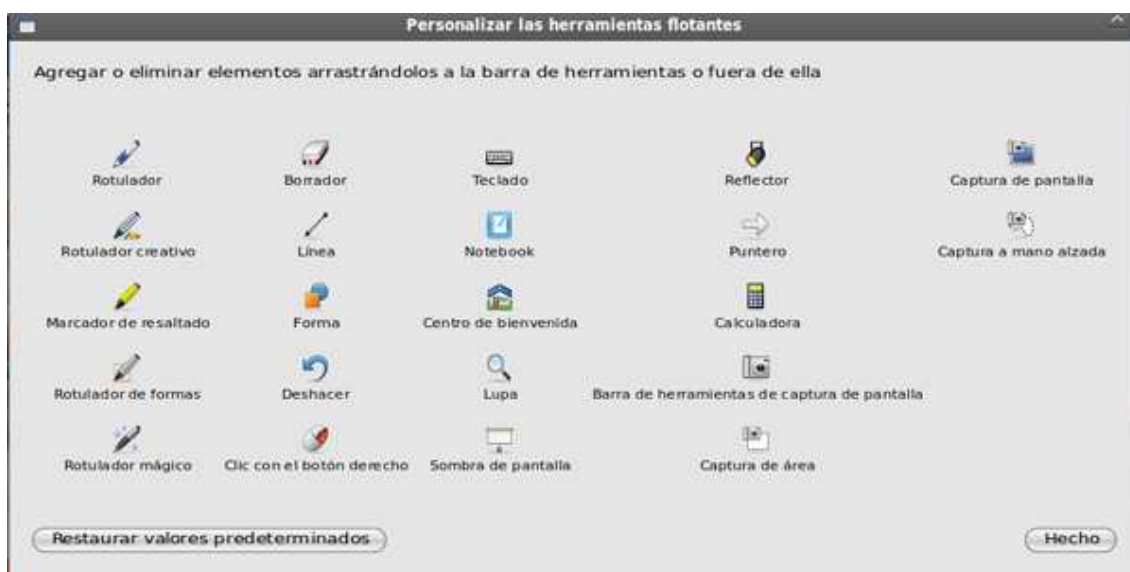 Personalizar las herramientas flotantes
Agregar o eliminar elementos arrastrándolos a la barra de herramientas o fuera de ella
Rotulador
Borrador
Teclado
Reflector
Captura de pantalla
Rotulador creativo
Línea
Notebook
Puntero
Captura a mano alzada
Marcador de resaltado
Forma
Centro de bienvenida
Calculadora
Rotulador de formas
Deshacer
Lupa
Barra de herramientas de captura de pantalla
Rotulador mágico
Clic con el botón derecho
Sombra de pantalla
Captura de área
Restaurar valores predeterminados
Hecho